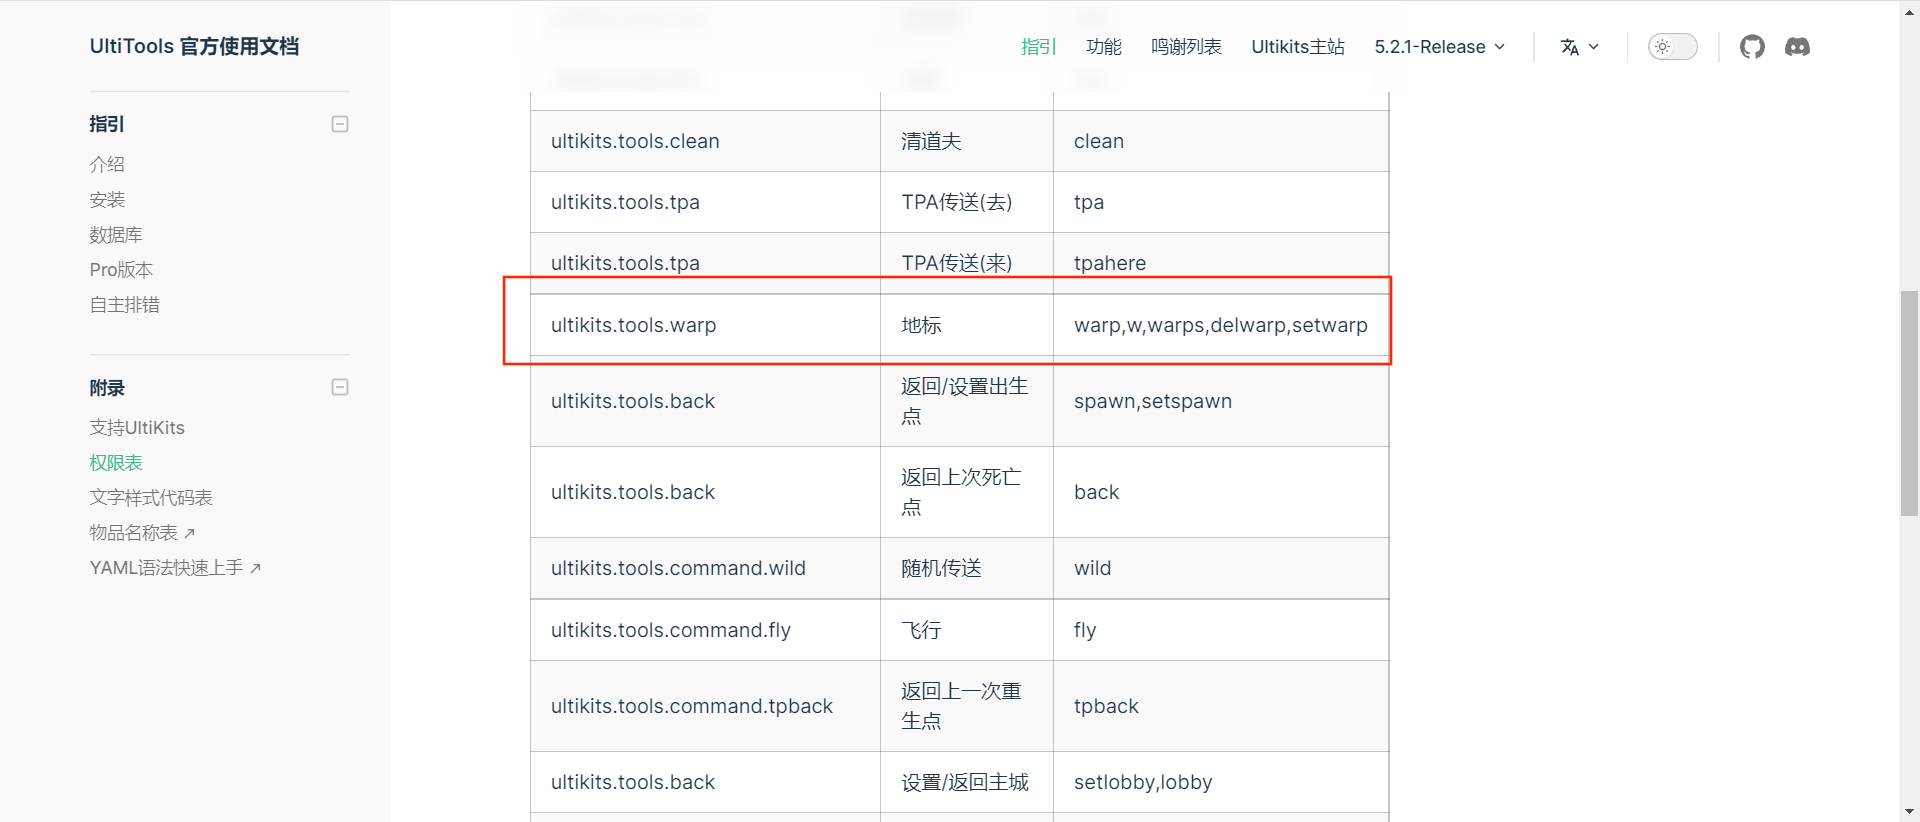 UltiTools 官方使用文档
指引
功能
鸣谢列表
Ultikits主站
5.2.1-Release
指引
介绍
安装
数据库
Pro版本
自主排错
附录
支持UltiKits
权限表
文字样式代码表
物品名称表
YAML语法快速上手
ultikits.tools.clean 清道夫 clean
ultikits.tools.tpa TPA传送(去) tpa
ultikits.tools.tpa TPA传送(来) tpahere
ultikits.tools.warp 地标 warp,w,warps,delwarp,setwarp
ultikits.tools.back 返回/设置出生 spawn,setspawn
点
ultikits.tools.back 返回上次死亡 back
点
ultikits.tools.command.wild 随机传送 wild
ultikits.tools.command.fly 飞行 fly
ultikits.tools.command.tpback 返回上一次重 tpback
生点
ultikits.tools.back 设置/返回主城 setlobby,lobby